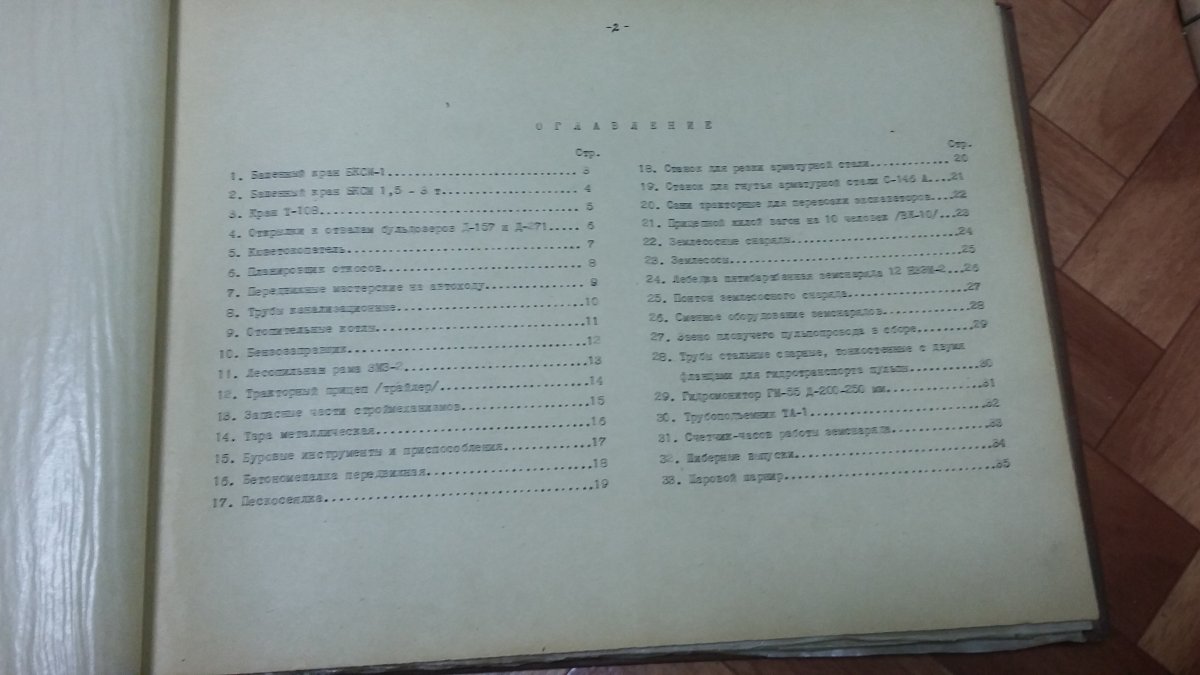 -2-
ОГЛАВЛЕНИЕ
Стр.
1. Башенный кран БКСМ-1 3
2. Башенный кран БКСМ 1,5 - 3 т. 4
3. Кран Т-108 5
4. Открылки к отвалам бульдозеров Д-157 и Д-271 6
5. Кюветокопатель 7
6. Планировщик откосов 8
7. Передвижные мастерские на автоходу 9
8. Трубы канализационные 10
9. Отопительные котлы 11
10. Бензозаправщик 12
11. Лесопильная рама ЗМЗ-2 13
12. Тракторный прицеп /трайлер/ 14
13. Запасные части строймеханизмов 15
14. Тара металлическая 16
15. Буровые инструменты и приспособления 17
16. Бетономешалка передвижная 18
17. Пескосеялка 19
Стр.
18. Станок для резки арматурной стали 20
19. Станок для гнутья арматурной стали С-146 А 21
20. Сани тракторные для перевозки экскаваторов 22
21. Прицепной жилой вагон на 10 человек /ВЖ-10/ 23
22. Землесосные снаряды 24
23. Землесосы 25
24. Лебедка пятибарабанная земснаряда 12 26
25. Понтон землесосного снаряда 27
26. Сменное оборудование земснарядов 28
27. Звено плавучего пульпопровода в сборе 29
28. Трубы стальные сварные, тонкостенные с двумя
фланцами для гидротранспорта пульпы 30
29. Гидромонитор ГМ-55 Д-200-250 мм. 31
30. Трубоподъемник ТА-1 32
31. Счетчик-часов работы земснаряда 33
32. Шиберные выпуски 34
33. Шаровой шарнир 35